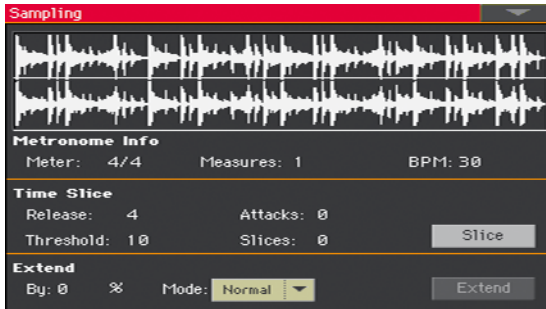 Sampling
Metronome Info
Meter: 4/4 Measures: 1 BPM: 30
Time Slice
Release: 4 Attacks: 0
Threshold: 10 Slices: 0 Slice
Extend
By: 0 % Mode: Normal Extend